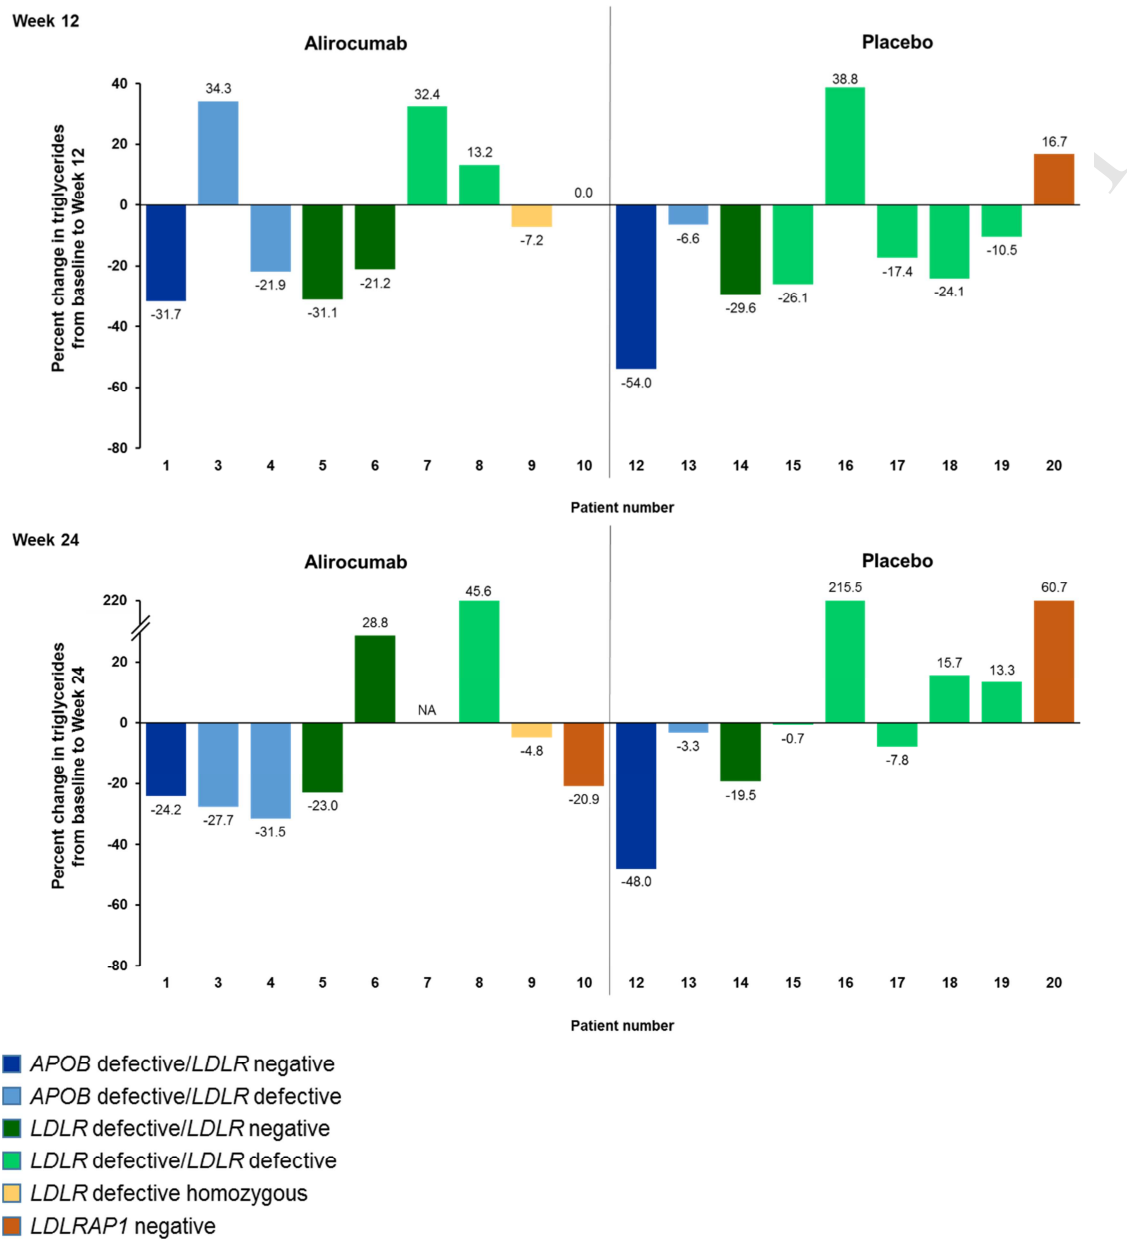 Week 12
Alirocumab
Placebo
Percent change in triglycerides
from baseline to Week 12
40
20
0
-20
-40
-60
-80
-31.7
34.3
-21.9
-31.1
-21.2
32.4
13.2
-7.2
0.0
-54.0
-6.6
-29.6
-26.1
38.8
-17.4
-24.1
-10.5
16.7
1 3 4 5 6 7 8 9 10 12 13 14 15 16 17 18 19 20
Patient number
Week 24
Alirocumab
Placebo
Percent change in triglycerides
from baseline to Week 24
220
20
0
-20
-40
-60
-80
-24.2
-27.7
-31.5
-23.0
28.8
NA
45.6
-4.8
-20.9
-48.0
-3.3
-19.5
-0.7
215.5
-7.8
15.7
13.3
60.7
1 3 4 5 6 7 8 9 10 12 13 14 15 16 17 18 19 20
Patient number
APOB defective/LDLR negative
APOB defective/LDLR defective
LDLR defective/LDLR negative
LDLR defective/LDLR defective
LDLR defective homozygous
LDLRAP1 negative